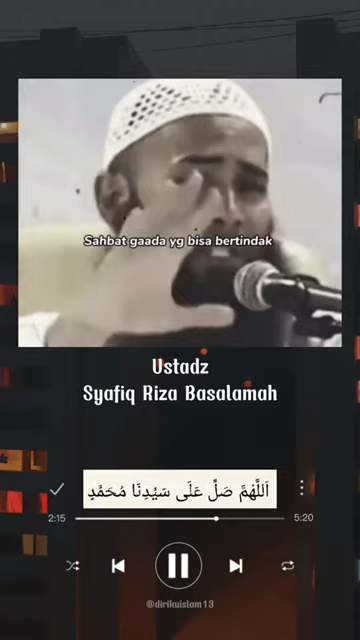 Sahbat gaada yg bisa bertindak
Ustadz
Syafiq Riza Basalamah
اَللّٰهُمَّ صَلِّ عَلَى سَيِّدِنَا مُحَمَّدٍ
2:15
5:20
@dirikuislam13